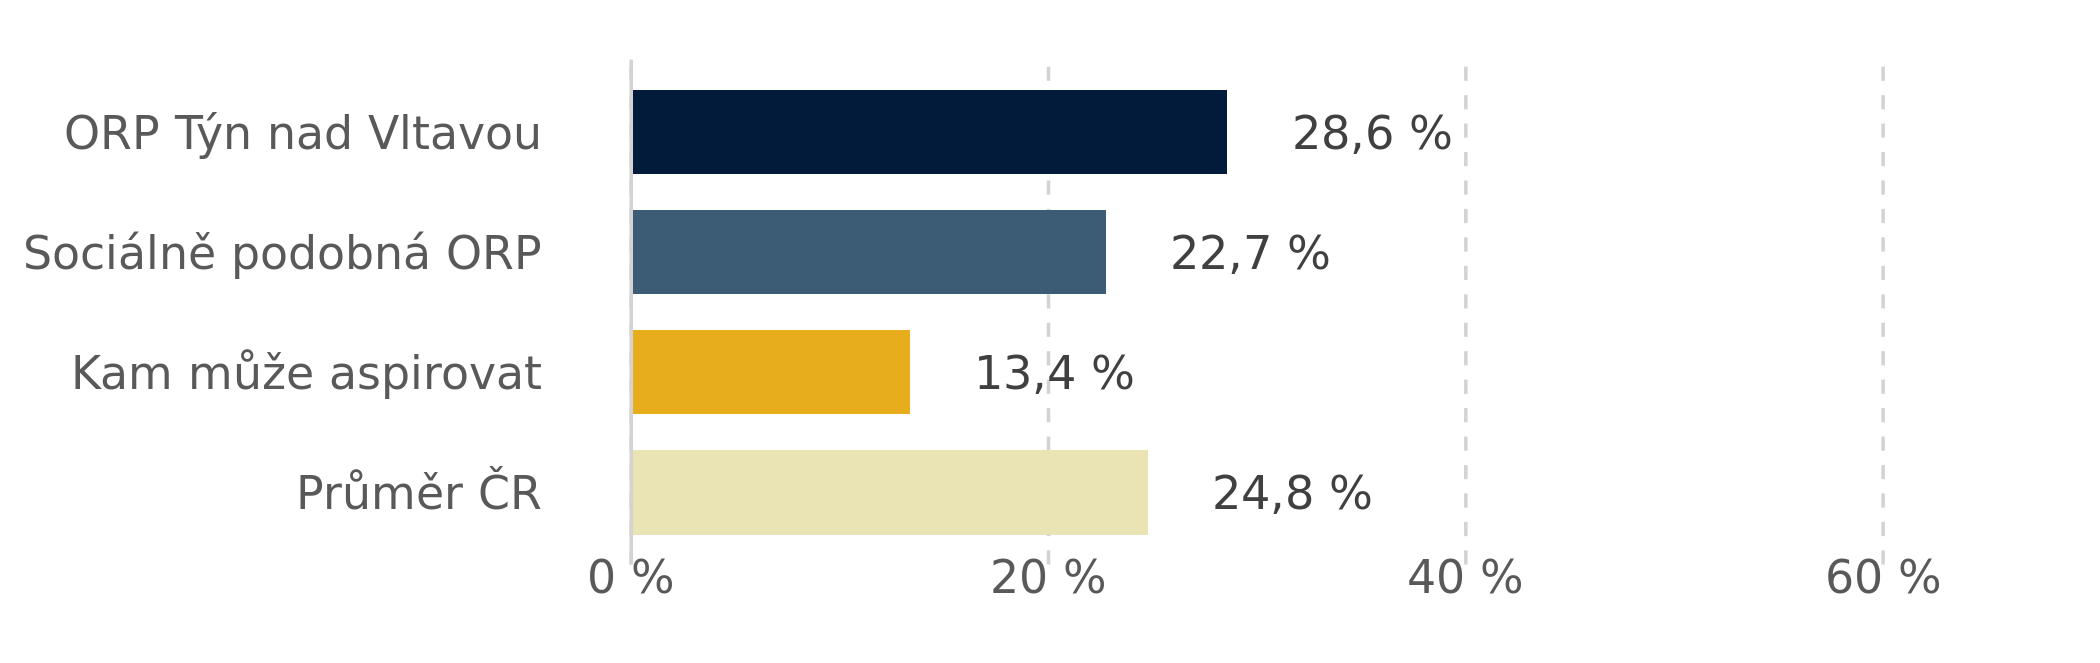 ORP Týn nad Vltavou 28,6 %
Sociálně podobná ORP 22,7 %
Kam může aspirovat 13,4 %
Průměr ČR 24,8 %
0 % 20 % 40 % 60 %